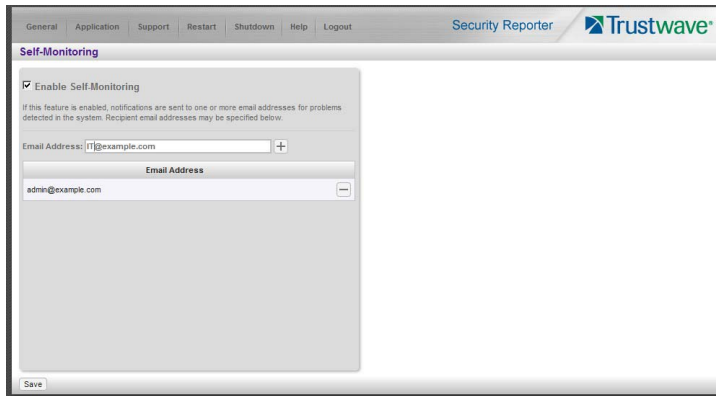 General Application Support Restart Shutdown Help Logout
Security Reporter
Trustwave®
Self-Monitoring
Enable Self-Monitoring
If this feature is enabled, notifications are sent to one or more email addresses for problems
detected in the system. Recipient email addresses may be specified below.
Email Address: IT@example.com +
Email Address
admin@example.com −
Save